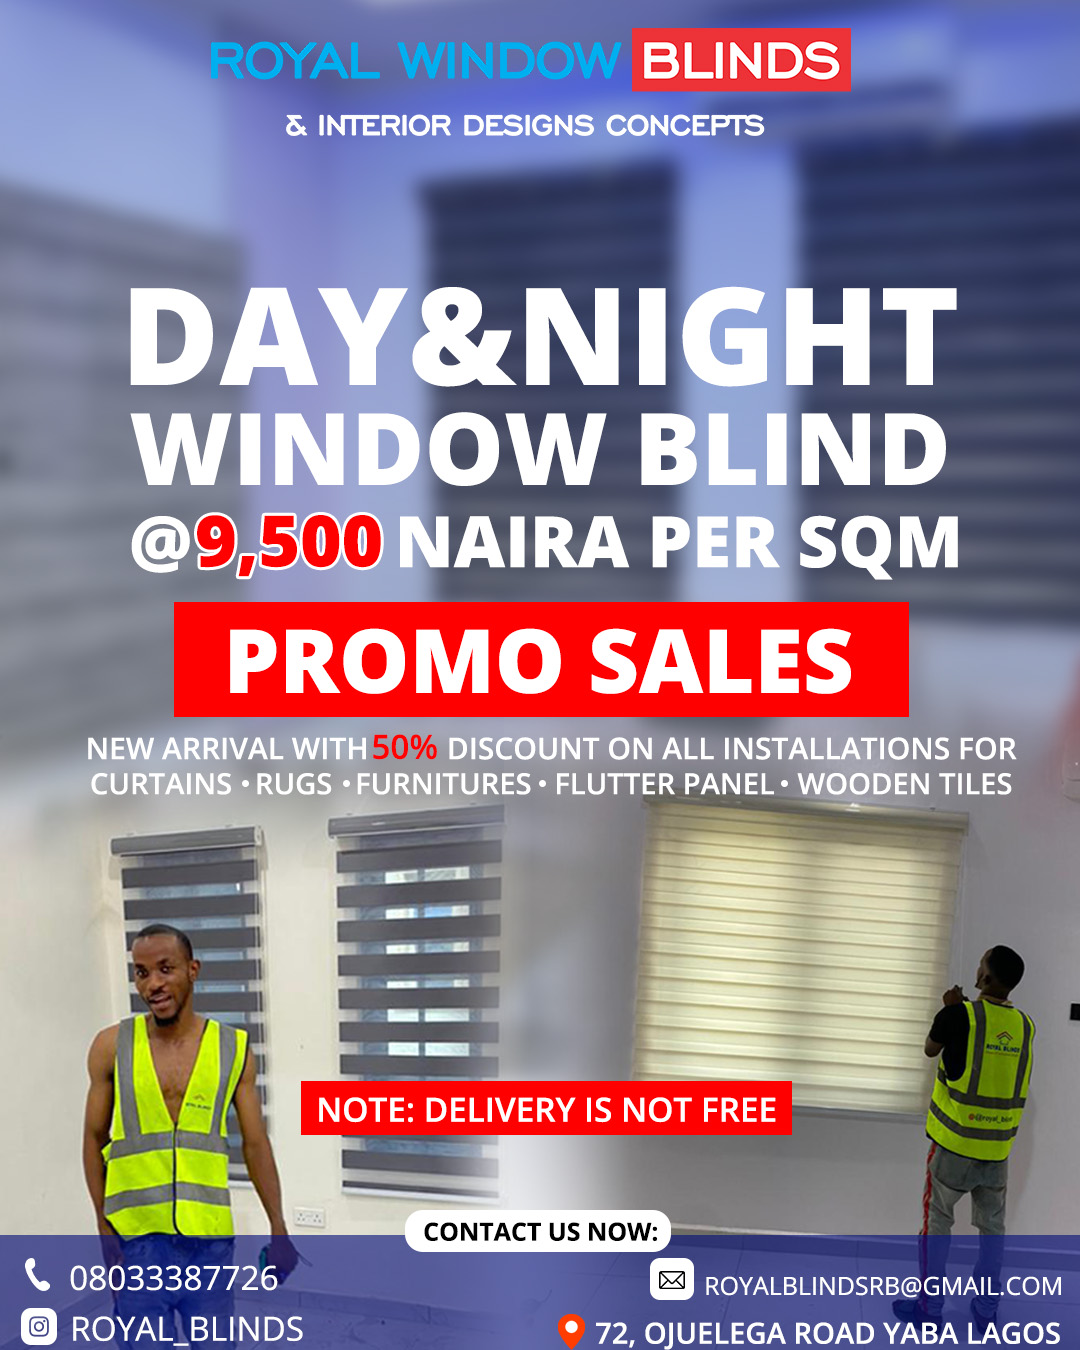 ROYAL WINDOW BLINDS
& INTERIOR DESIGNS CONCEPTS
DAY&NIGHT
WINDOW BLIND
@9,500 NAIRA PER SQM
PROMO SALES
NEW ARRIVAL WITH 50% DISCOUNT ON ALL INSTALLATIONS FOR
CURTAINS • RUGS • FURNITURES • FLUTTER PANEL • WOODEN TILES
ROYAL BLINDS
NOTE: DELIVERY IS NOT FREE
CONTACT US NOW:
08033387726
ROYALBLINDSRB@GMAIL.COM
ROYAL_BLINDS
72, OJUELEGA ROAD YABA LAGOS